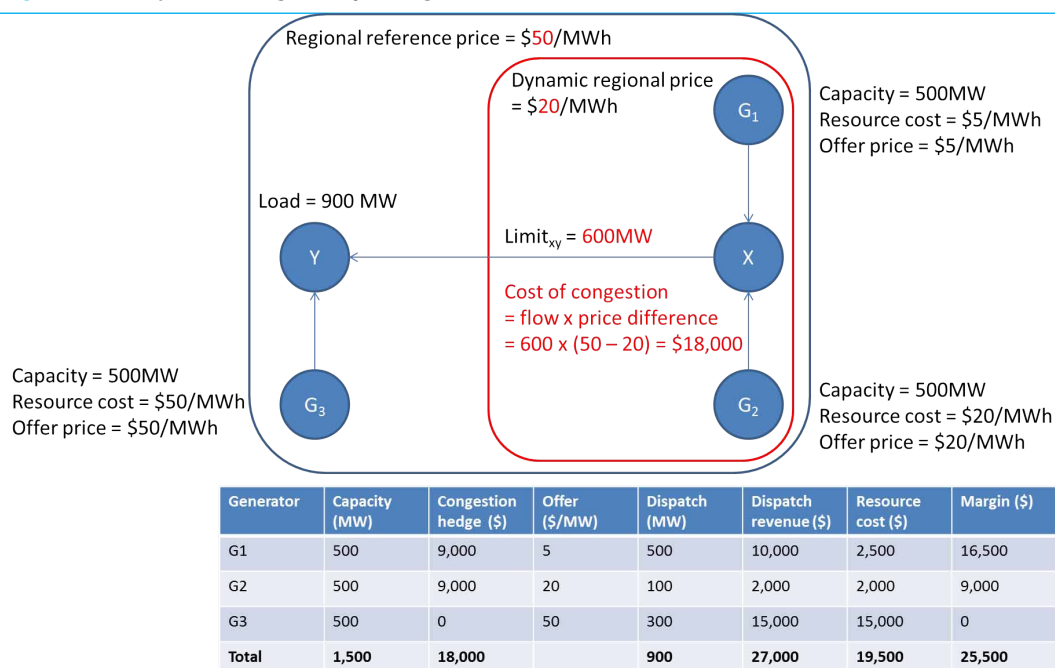 Regional reference price = $50/MWh
Dynamic regional price
= $20/MWh
G1
Capacity = 500MW
Resource cost = $5/MWh
Offer price = $5/MWh
Load = 900 MW
Y
Limitxy = 600MW
X
Cost of congestion
= flow x price difference
= 600 x (50 – 20) = $18,000
Capacity = 500MW
Resource cost = $50/MWh
Offer price = $50/MWh
G3
G2
Capacity = 500MW
Resource cost = $20/MWh
Offer price = $20/MWh
Generator Capacity (MW) Congestion hedge ($) Offer ($/MW) Dispatch (MW) Dispatch revenue ($) Resource cost ($) Margin ($)
G1 500 9,000 5 500 10,000 2,500 16,500
G2 500 9,000 20 100 2,000 2,000 9,000
G3 500 0 50 300 15,000 15,000 0
Total 1,500 18,000 900 27,000 19,500 25,500